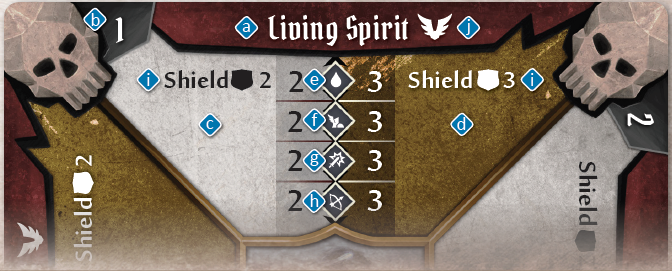 b 1 a Living Spirit j
i Shield 2 2 e 3 Shield 3 i
c 2 f 3 d
2 g 3
2 h 3
2
Shield 2
Shield